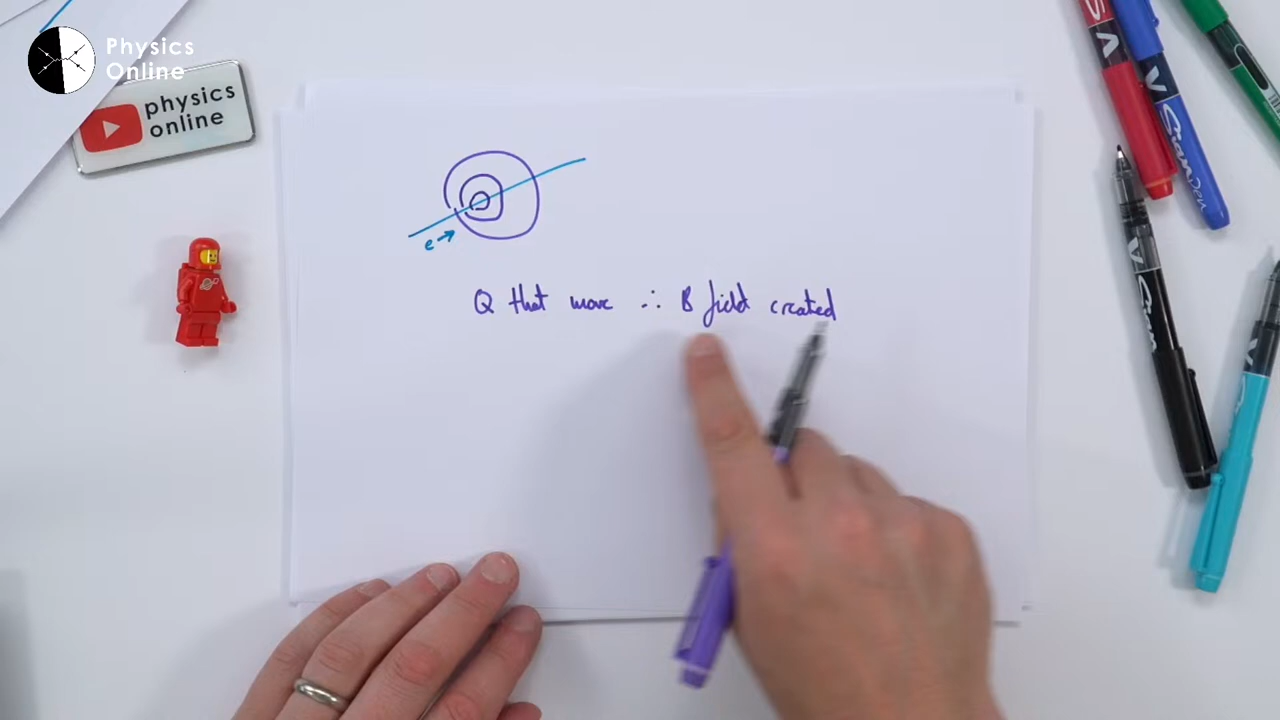 Physics
Online
physics
online
e→
Q that move ∴ B field created